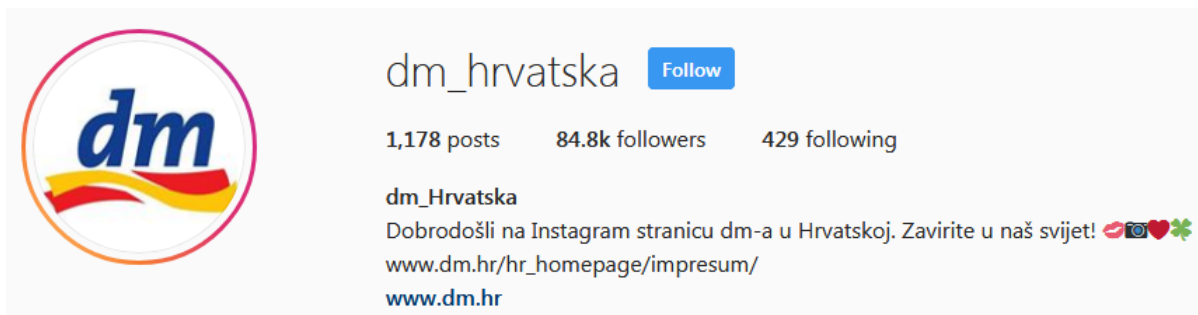 dm
dm_hrvatska Follow
1,178 posts 84.8k followers 429 following
dm_Hrvatska
Dobrodošli na Instagram stranicu dm-a u Hrvatskoj. Zavirite u naš svijet! 💋📷❤🍀
www.dm.hr/hr_homepage/impresum/
www.dm.hr